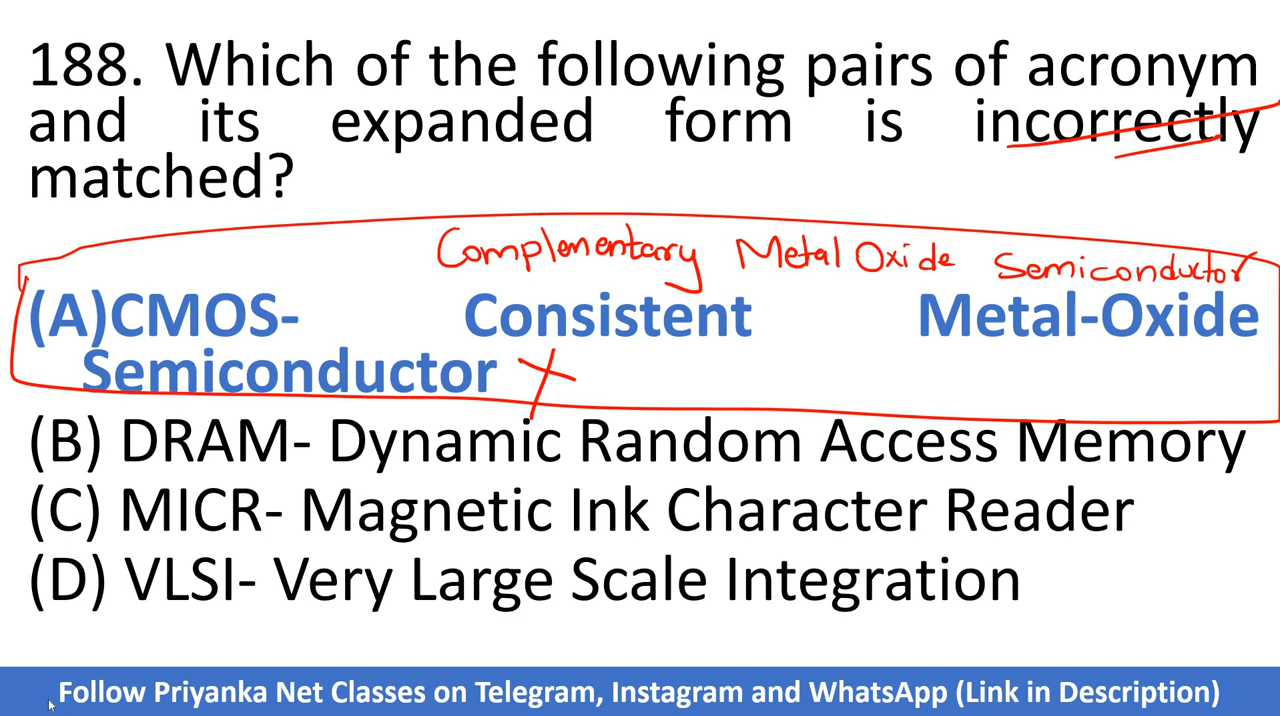 188. Which of the following pairs of acronym
and its expanded form is incorrectly
matched?
Complementary Metal Oxide Semiconductor
(A)CMOS- Consistent Metal-Oxide
Semiconductor
(B) DRAM- Dynamic Random Access Memory
(C) MICR- Magnetic Ink Character Reader
(D) VLSI- Very Large Scale Integration
Follow Priyanka Net Classes on Telegram, Instagram and WhatsApp (Link in Description)